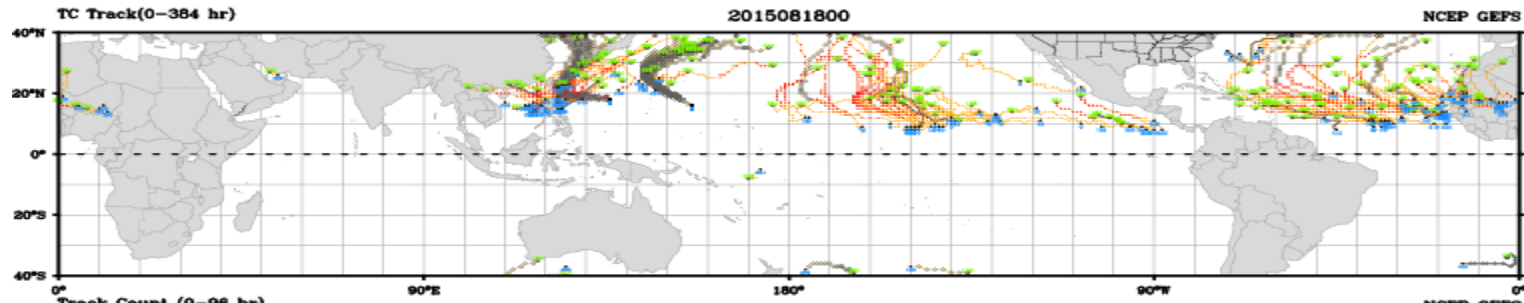 TC Track(0-384 hr) 2015081800 NCEP GEFS
40°N
20°N
0°
20°S
40°S
0° 90°E 180° 90°W 0°
Track Count (0-96 hr) NCEP GEFS